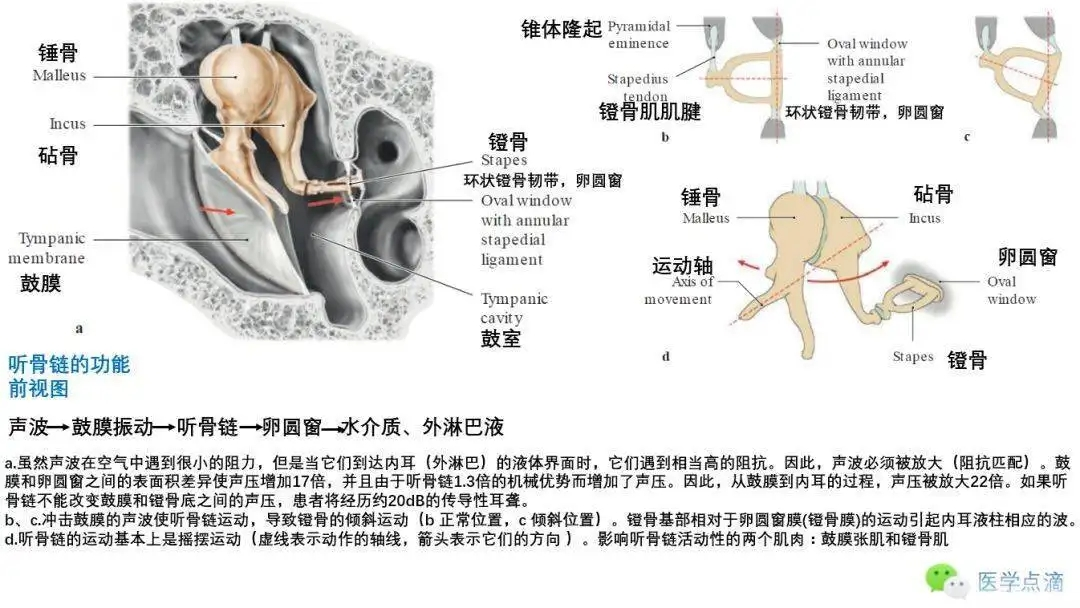 锤骨
Malleus
Incus
砧骨
Tympanic
membrane
鼓膜
a
镫骨
Stapes
环状镫骨韧带，卵圆窗
Oval window
with annular
stapedial
ligament
Tympanic
cavity
鼓室
锥体隆起
Pyramidal
eminence
Stapedius
tendon
镫骨肌肌腱
b
Oval window
with annular
stapedial
ligament
环状镫骨韧带，卵圆窗
c
锤骨
Malleus
砧骨
Incus
运动轴
Axis of
movement
卵圆窗
Oval
window
d
Stapes
镫骨
听骨链的功能
前视图
声波→鼓膜振动→听骨链→卵圆窗→水介质、外淋巴液
a.虽然声波在空气中遇到很小的阻力，但是当它们到达内耳（外淋巴）的液体界面时，它们遇到相当高的阻抗。因此，声波必须被放大（阻抗匹配）。鼓
膜和卵圆窗之间的表面积差异使声压增加17倍，并且由于听骨链1.3倍的机械优势而增加了声压。因此，从鼓膜到内耳的过程，声压被放大22倍。如果听
骨链不能改变鼓膜和镫骨底之间的声压，患者将经历约20dB的传导性耳聋。
b、c.冲击鼓膜的声波使听骨链运动，导致镫骨的倾斜运动（b 正常位置，c 倾斜位置）。镫骨基部相对于卵圆窗膜(镫骨膜)的运动引起内耳液柱相应的波。
d.听骨链的运动基本上是摇摆运动（虚线表示动作的轴线，箭头表示它们的方向 ）。影响听骨链活动性的两个肌肉：鼓膜张肌和镫骨肌
医学点滴